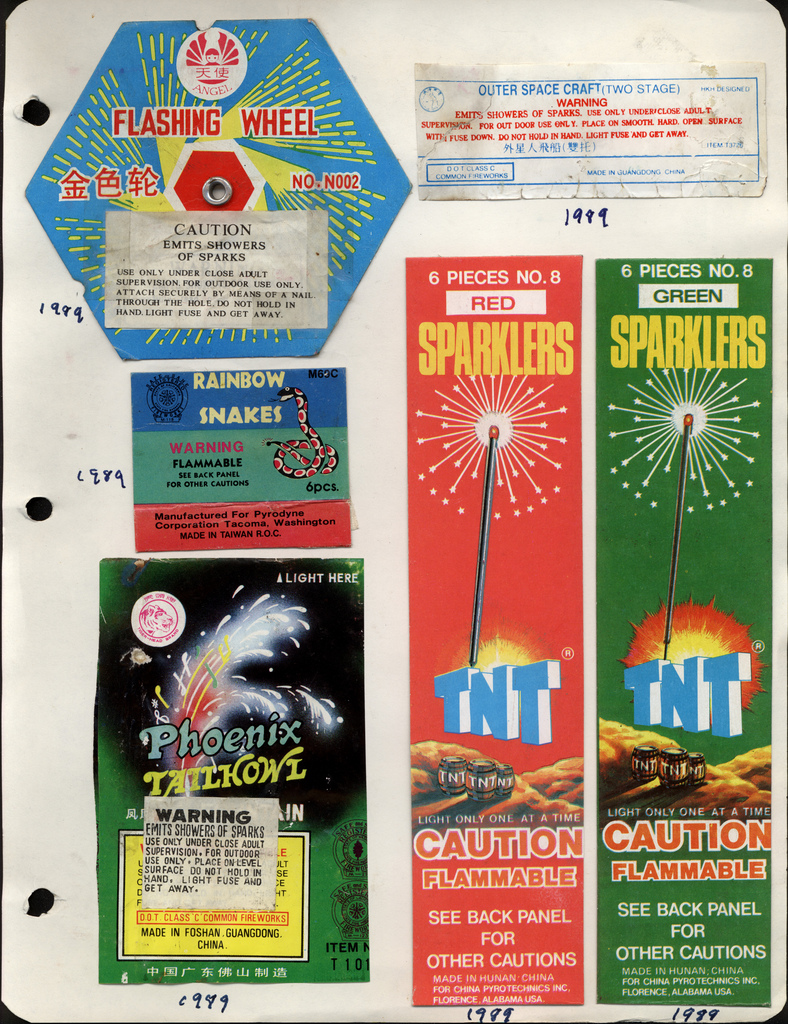 天使
ANGEL
FLASHING WHEEL
金色轮
NO. N002
CAUTION
EMITS SHOWERS
OF SPARKS
USE ONLY UNDER CLOSE ADULT
SUPERVISION. FOR OUTDOOR USE ONLY.
ATTACH SECURELY BY MEANS OF A NAIL
THROUGH THE HOLE. DO NOT HOLD IN
HAND. LIGHT FUSE AND GET AWAY.
1989
OUTER SPACE CRAFT (TWO STAGE)
HKH DESIGNED
WARNING
EMITS SHOWERS OF SPARKS. USE ONLY UNDER CLOSE ADULT
SUPERVISION. FOR OUT DOOR USE ONLY. PLACE ON SMOOTH. HARD. OPEN SURFACE
WITH FUSE DOWN. DO NOT HOLD IN HAND. LIGHT FUSE AND GET AWAY.
外星人飛船(雙托)
D.O.T. CLASS C
COMMON FIREWORKS
MADE IN GUANGDONG CHINA
1989
RAINBOW
SNAKES
WARNING
FLAMMABLE
SEE BACK PANEL
FOR OTHER CAUTIONS
6pcs.
Manufactured For Pyrodyne
Corporation Tacoma, Washington
MADE IN TAIWAN R.O.C.
1989
LIGHT HERE
Phoenix
TAILHOWL
WARNING
EMITS SHOWERS OF SPARKS
USE ONLY UNDER CLOSE ADULT
SUPERVISION. FOR OUTDOOR
USE ONLY. PLACE ON LEVEL
SURFACE DO NOT HOLD IN
HAND. LIGHT FUSE AND
GET AWAY.
D.O.T. CLASS 'C' COMMON FIREWORKS
MADE IN FOSHAN. GUANGDONG.
CHINA.
ITEM N
T 101
中国广东佛山制造
1989
6 PIECES NO. 8
RED
SPARKLERS
TNT ®
TNT TNT TNT
LIGHT ONLY ONE AT A TIME
CAUTION
FLAMMABLE
SEE BACK PANEL
FOR
OTHER CAUTIONS
MADE IN HUNAN: CHINA
FOR CHINA PYROTECHNICS INC,
FLORENCE, ALABAMA USA.
1989
6 PIECES NO. 8
GREEN
SPARKLERS
TNT ®
TNT TNT TNT
LIGHT ONLY ONE AT A TIME
CAUTION
FLAMMABLE
SEE BACK PANEL
FOR
OTHER CAUTIONS
MADE IN HUNAN; CHINA
FOR CHINA PYROTECHNICS INC,
FLORENCE, ALABAMA USA.
1989